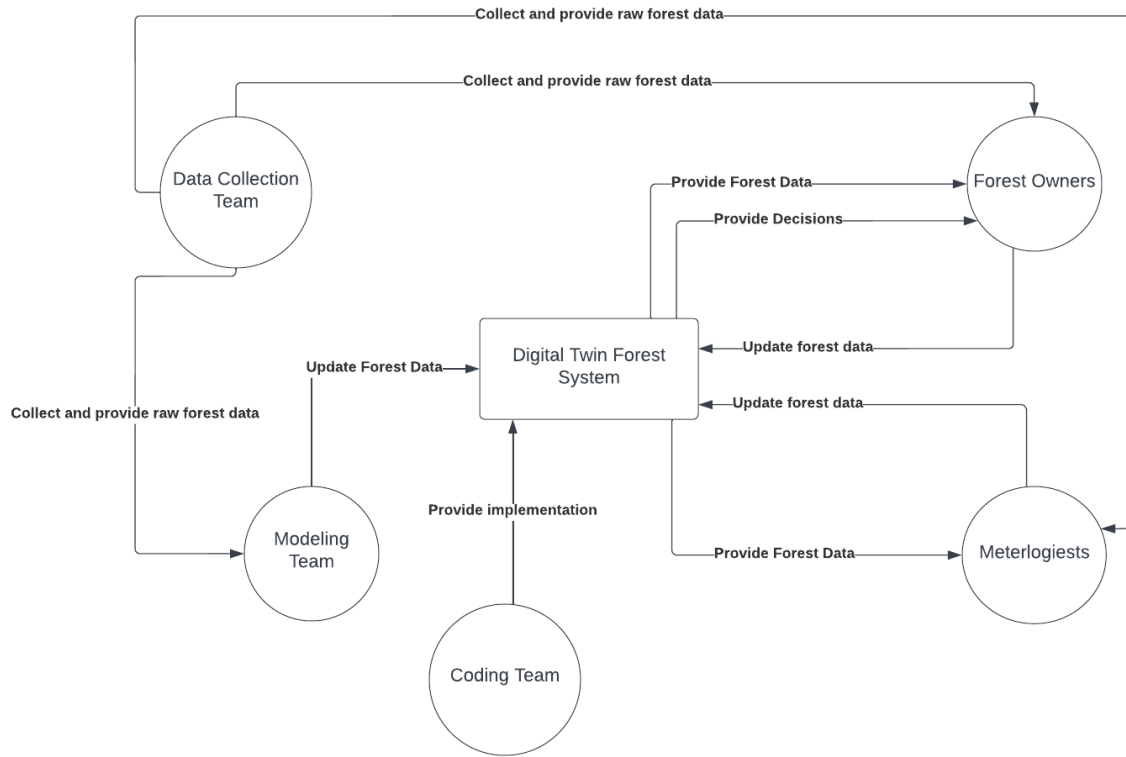 Collect and provide raw forest data
Collect and provide raw forest data
Data Collection
Team
Provide Forest Data
Forest Owners
Provide Decisions
Digital Twin Forest
System
Update forest data
Update Forest Data
Update forest data
Collect and provide raw forest data
Provide implementation
Modeling
Team
Provide Forest Data
Meterlogiests
Coding Team